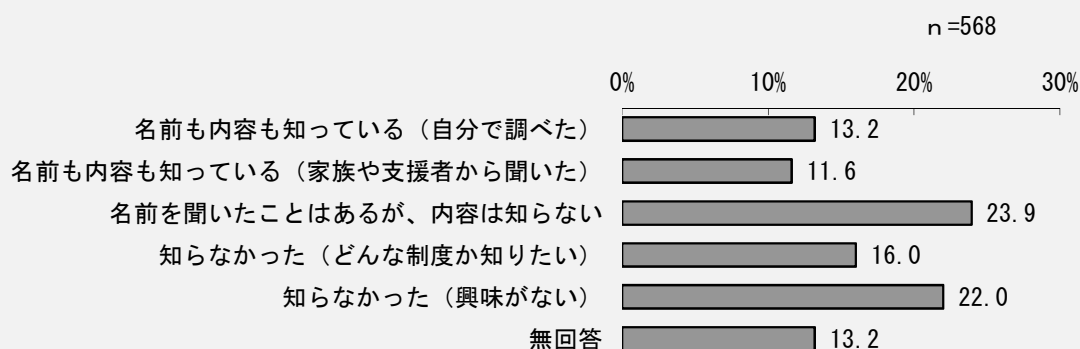 ｎ=568
0% 10% 20% 30%
名前も内容も知っている（自分で調べた） 13.2
名前も内容も知っている（家族や支援者から聞いた） 11.6
名前を聞いたことはあるが、内容は知らない 23.9
知らなかった（どんな制度か知りたい） 16.0
知らなかった（興味がない） 22.0
無回答 13.2